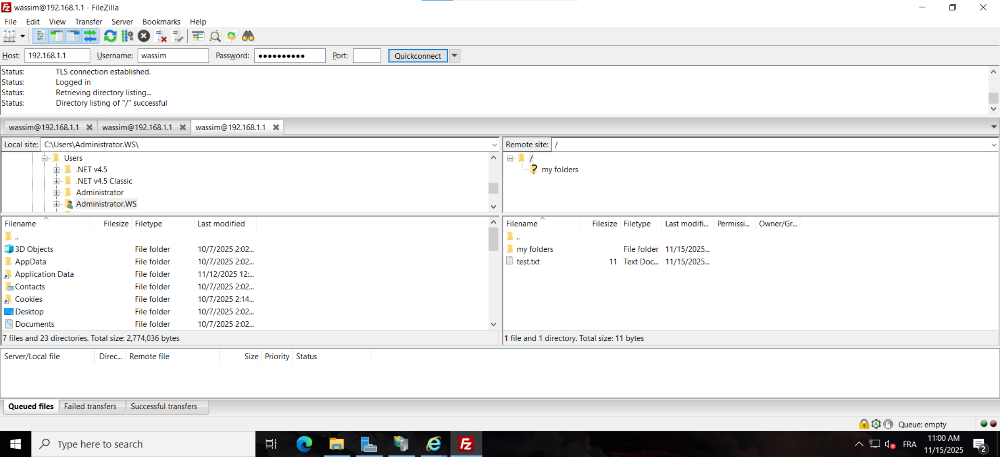 wassim@192.168.1.1 - FileZilla
File Edit View Transfer Server Bookmarks Help
Host: 192.168.1.1 Username: wassim Password: ●●●●●●●●●● Port: Quickconnect
Status: TLS connection established.
Status: Logged in
Status: Retrieving directory listing...
Status: Directory listing of "/" successful
wassim@192.168.1.1 wassim@192.168.1.1 wassim@192.168.1.1
Local site: C:\Users\Administrator.WS\
Users
.NET v4.5
.NET v4.5 Classic
Administrator
Administrator.WS
Filename Filesize Filetype Last modified
..
3D Objects File folder 10/7/2025 2:02...
AppData File folder 10/7/2025 2:02...
Application Data File folder 11/12/2025 12:...
Contacts File folder 10/7/2025 2:02...
Cookies File folder 10/7/2025 2:14...
Desktop File folder 10/7/2025 2:02...
Documents File folder 10/7/2025 2:02...
7 files and 23 directories. Total size: 2,774,036 bytes
Remote site: /
/
my folders
Filename Filesize Filetype Last modifi... Permissi... Owner/Gr...
..
my folders File folder 11/15/2025...
test.txt 11 Text Doc... 11/15/2025...
1 file and 1 directory. Total size: 11 bytes
Server/Local file Direc... Remote file Size Priority Status
Queued files Failed transfers Successful transfers
Queue: empty
Type here to search
FRA
11:00 AM
11/15/2025
2